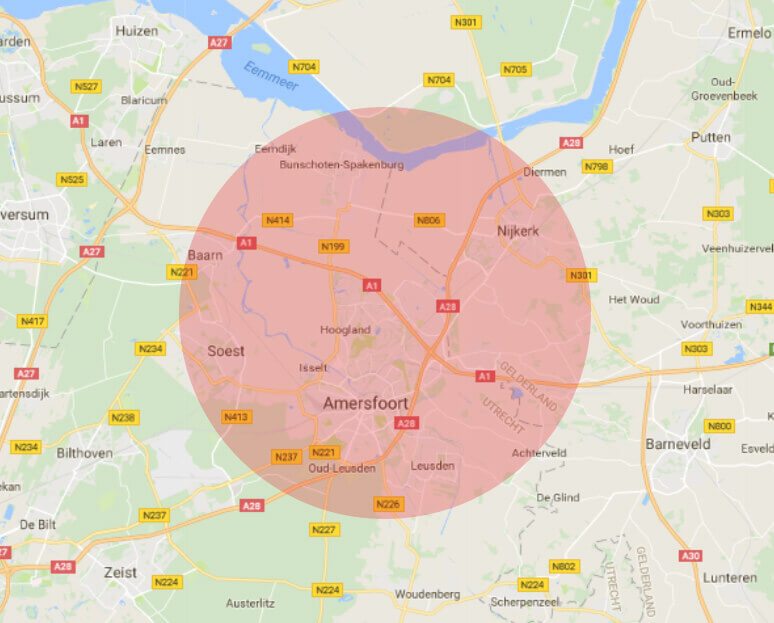 N301
Huizen
Ermelo
arden
A27
N704
Eemmeer
N704
N705
Oud-
Groevenbeek
N527
ussum
Blaricum
A1
Laren
Eemnes
Eemdijk
A28
Hoef
Putten
Bunschoten-Spakenburg
N798
Diermen
N525
versum
N414
N806
N303
Nijkerk
A1
N199
A27
Baarn
Veenhuizerv
N221
A1
N301
Het Woud
A28
N344
N417
Hoogland
Voorthuizen
N234
Soest
N303
Isselt
A27
A1
GELDERLAND
UTRECHT
Harselaar
artensdijk
Amersfoort
N238
N413
A28
N800
K
Barneveld
N234
Bilthoven
N221
N237
Achterveld
Esveld
Oud-Leusden
Leusden
ekan
De Glind
N226
A28
N237
De Bilt
N227
27
A28
A30
GELDERLAND
UTRECHT
N802
Zeist
N224
N224
N224
Lunteren
Woudenberg
Austerlitz
Scherpenzeel